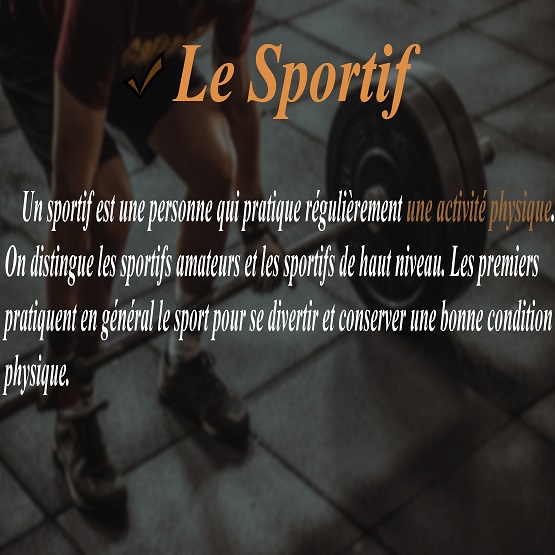 Le Sportif
Un sportif est une personne qui pratique régulièrement une activité physique.
On distingue les sportifs amateurs et les sportifs de haut niveau. Les premiers
pratiquent en général le sport pour se divertir et conserver une bonne condition
physique.